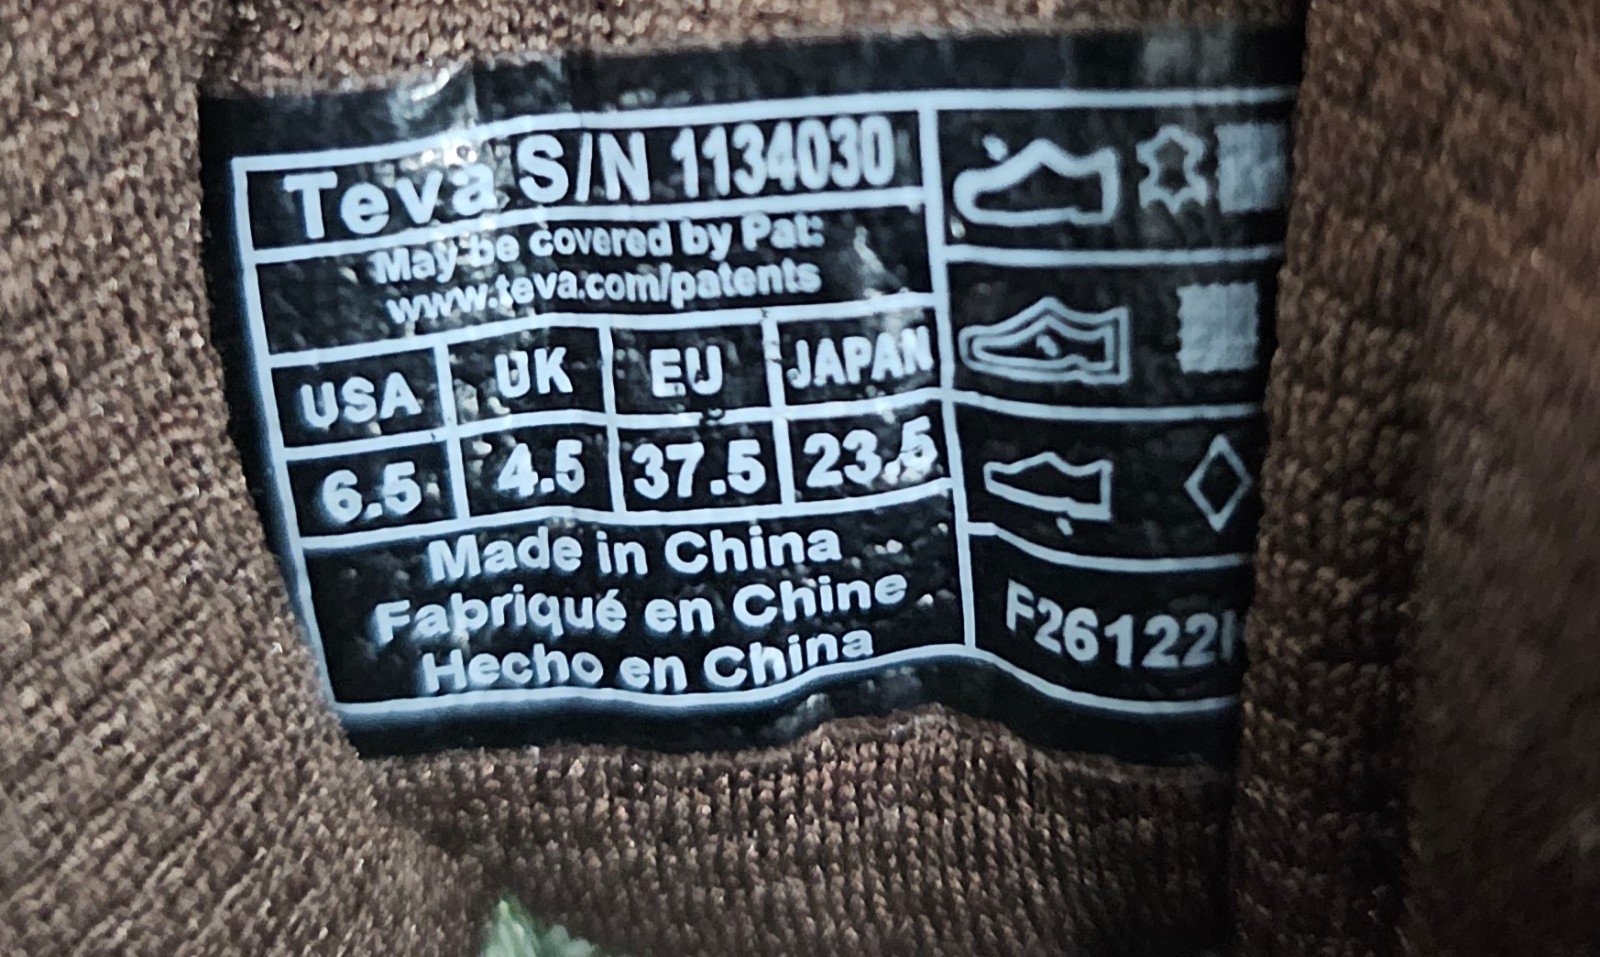 Teva S/N 1134030
May be covered by Pat:
www.teva.com/patents
USA UK EU JAPAN
6.5 4.5 37.5 23.5
Made in China
Fabriqué en Chine
Hecho en China